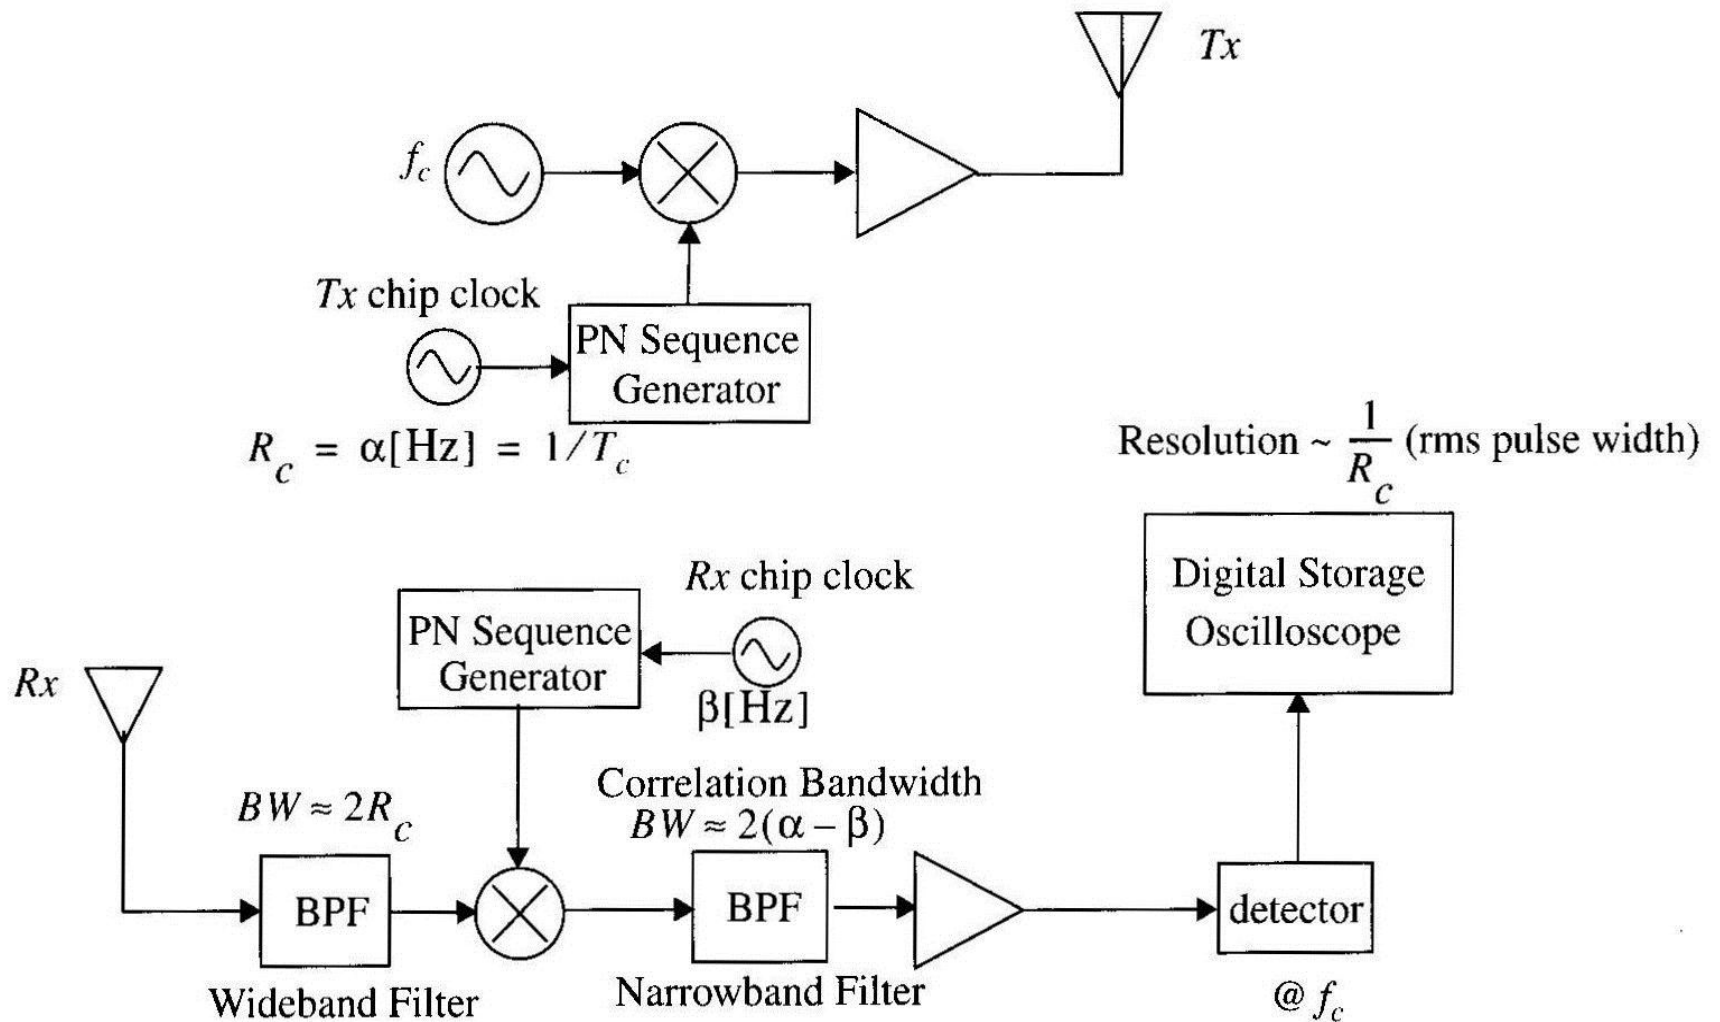 Tx
f_c
Tx chip clock
PN Sequence
Generator
R_c = α[Hz] = 1/T_c
Resolution ~ 1/R_c (rms pulse width)
Digital Storage
Oscilloscope
Rx chip clock
PN Sequence
Generator
β[Hz]
Rx
Correlation Bandwidth
BW ≈ 2(α – β)
BW ≈ 2R_c
BPF
BPF
detector
Wideband Filter
Narrowband Filter
@ f_c